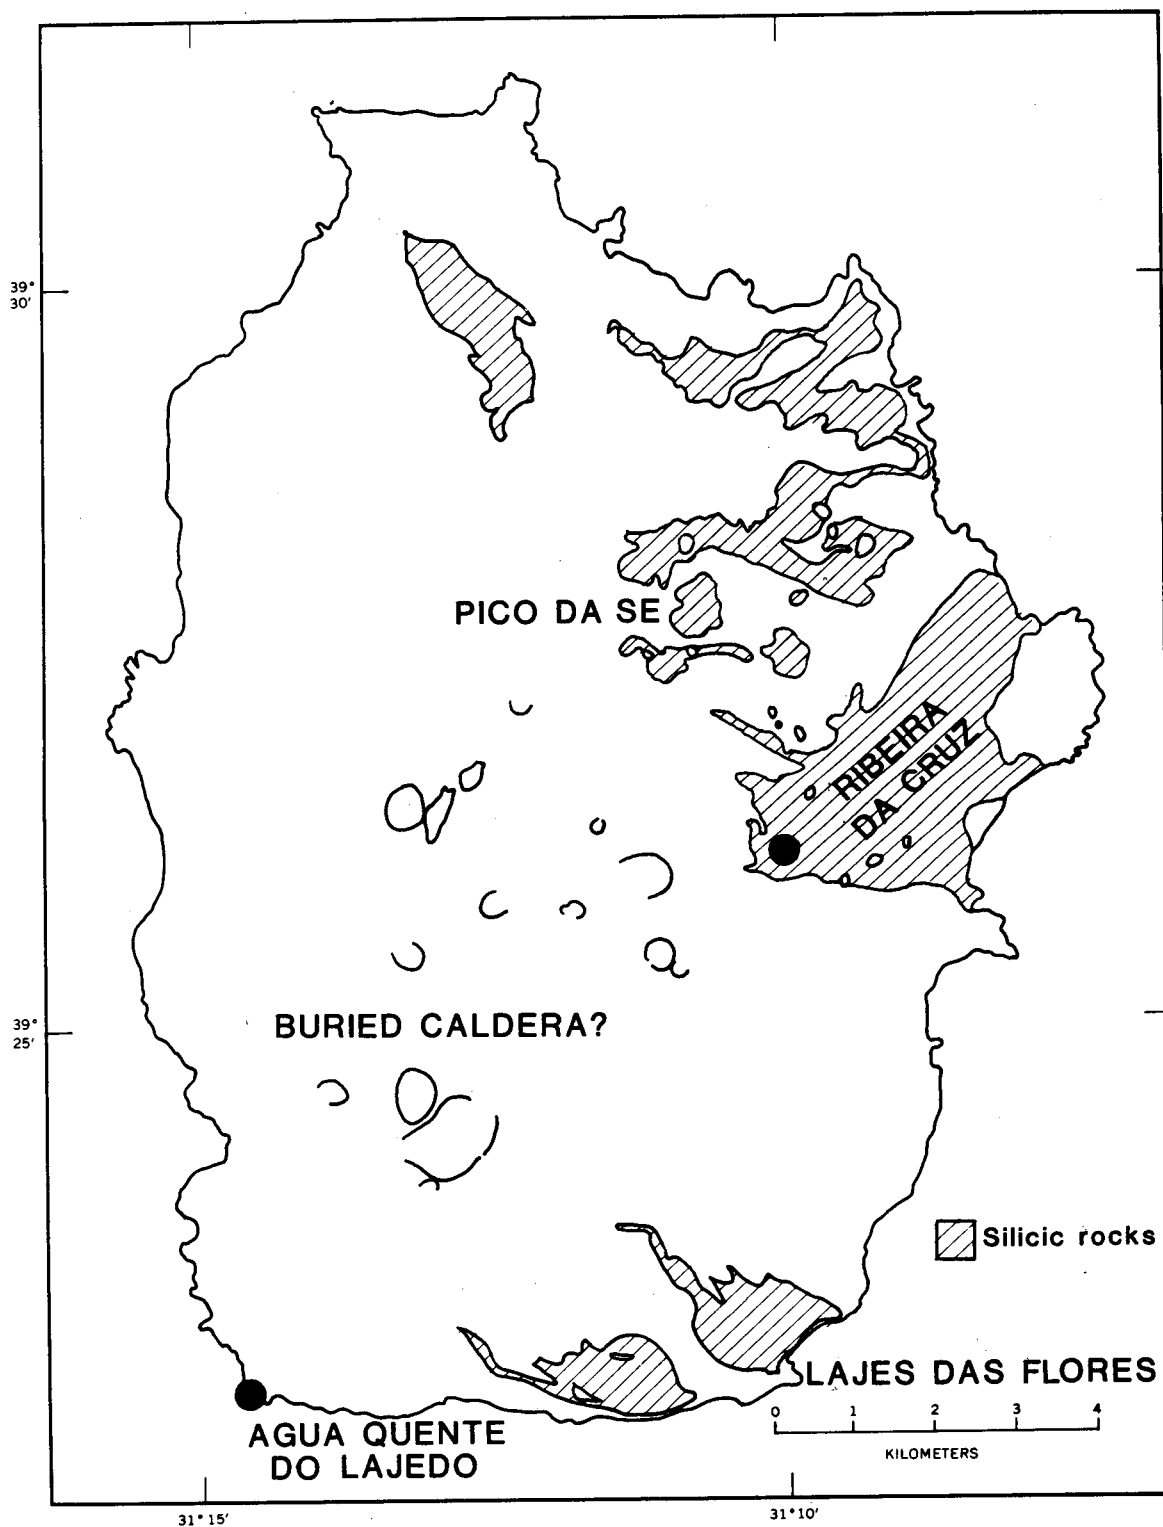 39°
30'
PICO DA SE
RIBEIRA
DA CRUZ
39°
25'
BURIED CALDERA?
Silicic rocks
LAJES DAS FLORES
0 1 2 3 4
KILOMETERS
AGUA QUENTE
DO LAJEDO
31°15'
31°10'